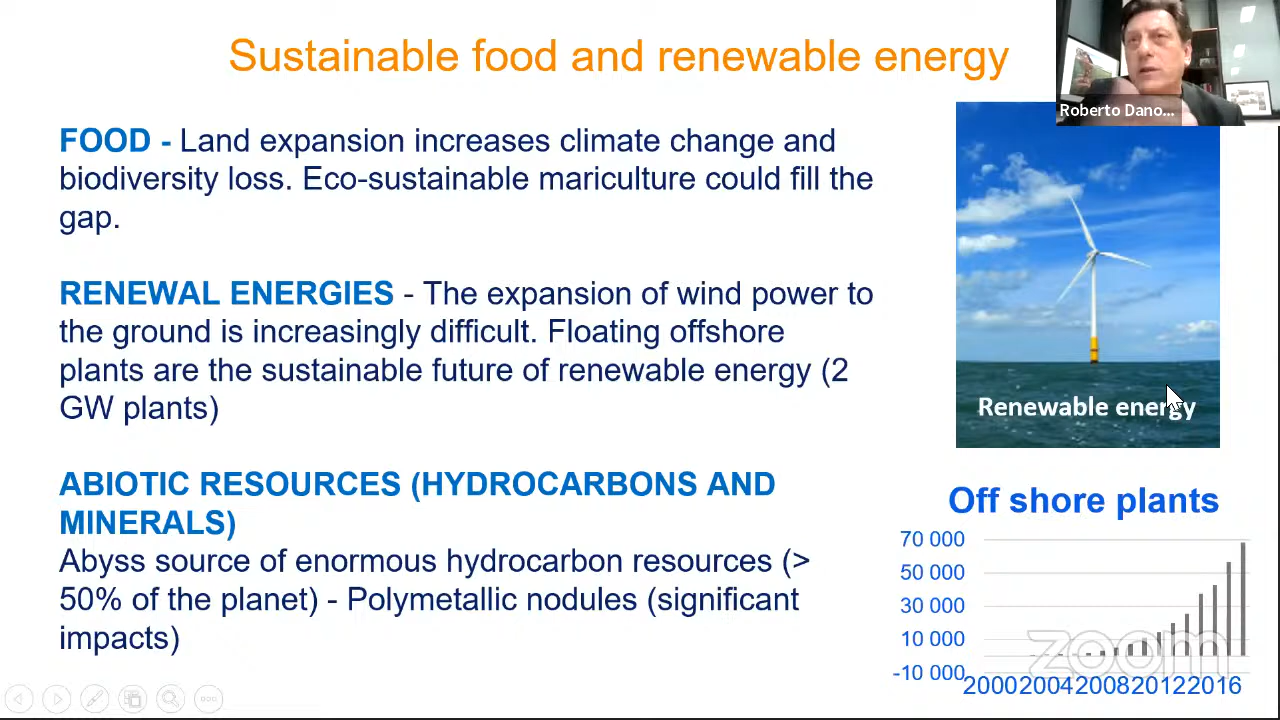 Sustainable food and renewable energy
Roberto Dano...
FOOD - Land expansion increases climate change and
biodiversity loss. Eco-sustainable mariculture could fill the
gap.
RENEWAL ENERGIES - The expansion of wind power to
the ground is increasingly difficult. Floating offshore
plants are the sustainable future of renewable energy (2
GW plants)
ABIOTIC RESOURCES (HYDROCARBONS AND
MINERALS)
Abyss source of enormous hydrocarbon resources (>
50% of the planet) - Polymetallic nodules (significant
impacts)
Renewable energy
Off shore plants
70 000
50 000
30 000
10 000
-10 000
2000 2004 2008 2012 2016
zoom